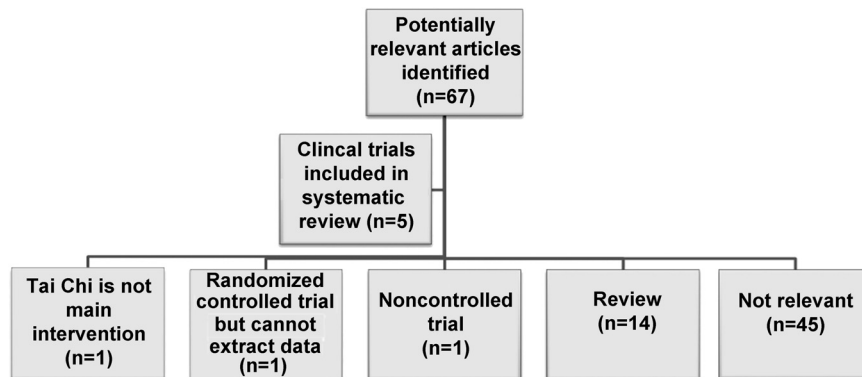 Potentially
relevant articles
identified
(n=67)
Clincal trials
included in
systematic
review (n=5)
Tai Chi is not
main
intervention
(n=1)
Randomized
controlled trial
but cannot
extract data
(n=1)
Noncontrolled
trial
(n=1)
Review
(n=14)
Not relevant
(n=45)